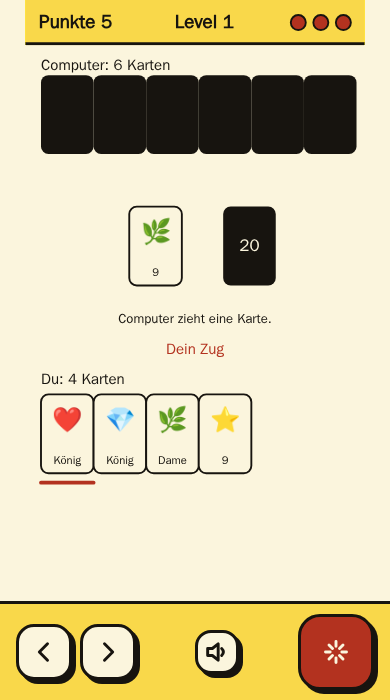 Punkte 5 Level 1
Computer: 6 Karten
9 20
Computer zieht eine Karte.
Dein Zug
Du: 4 Karten
König König Dame 9